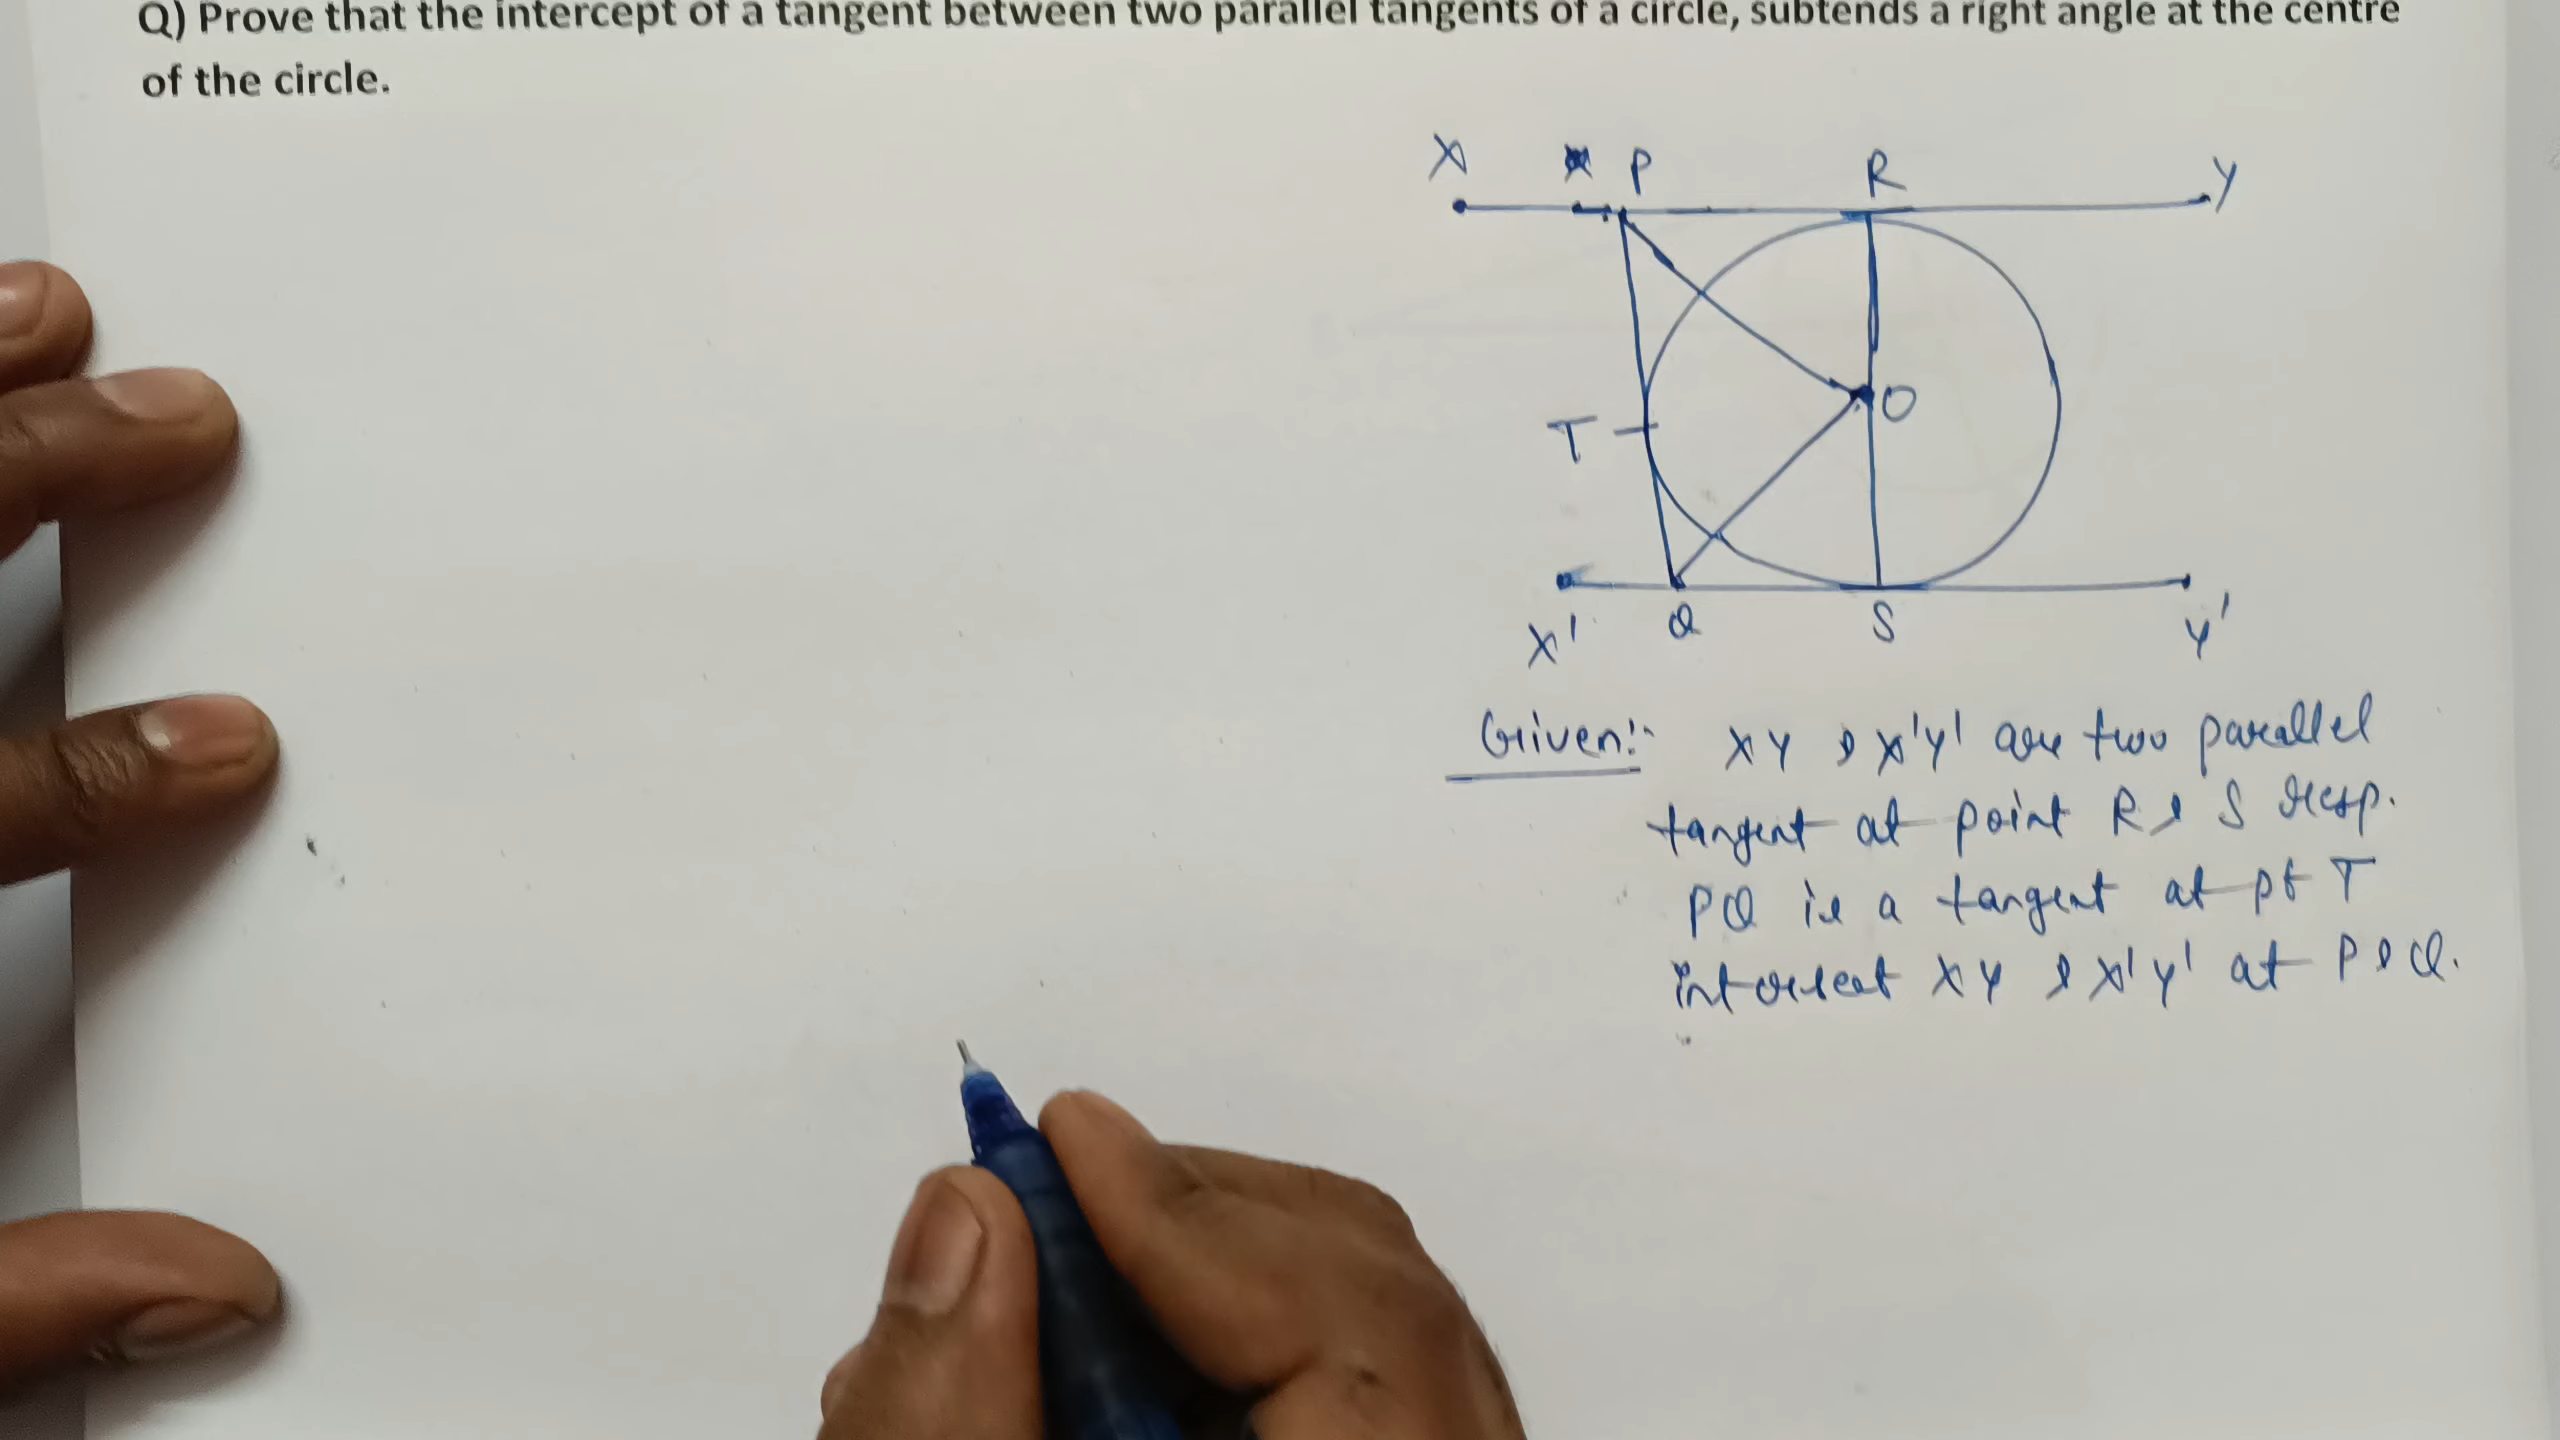 Q) Prove that the intercept of a tangent between two parallel tangents of a circle, subtends a right angle at the centre
of the circle.
X P R Y
O
T
X' Q S Y'
Given:- XY & X'Y' are two parallel
tangent at point R & S resp.
PQ is a tangent at pt T
intersect XY & X'Y' at P & Q.